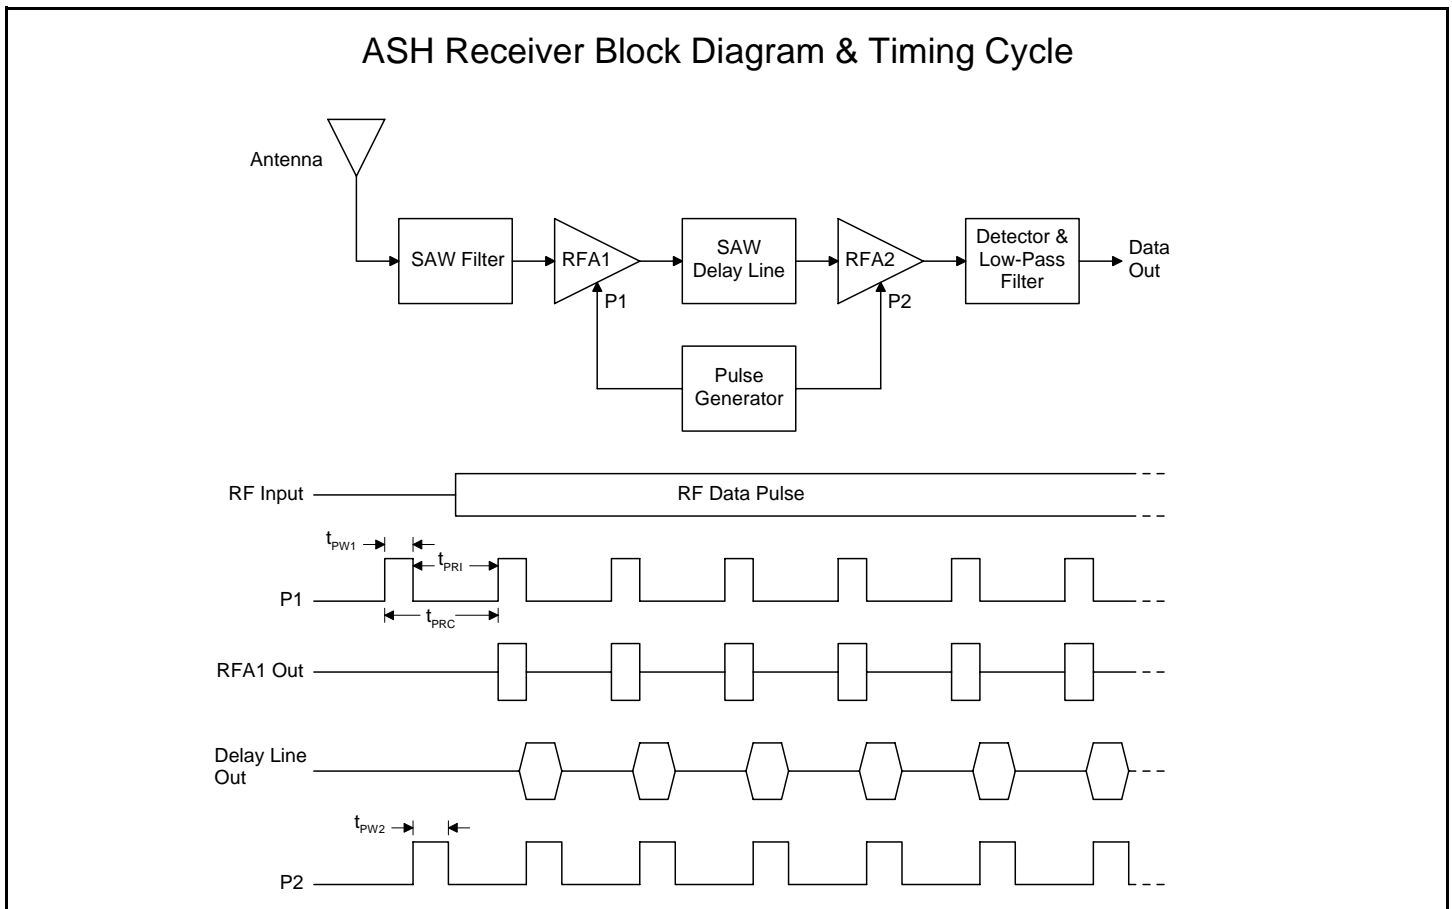 ASH Receiver Block Diagram & Timing Cycle
Antenna
SAW Filter
RFA1
SAW
Delay Line
RFA2
Detector &
Low-Pass
Filter
Data
Out
P1
P2
Pulse
Generator
RF Input
RF Data Pulse
tPW1
tPRI
P1
tPRC
RFA1 Out
Delay Line
Out
tPW2
P2